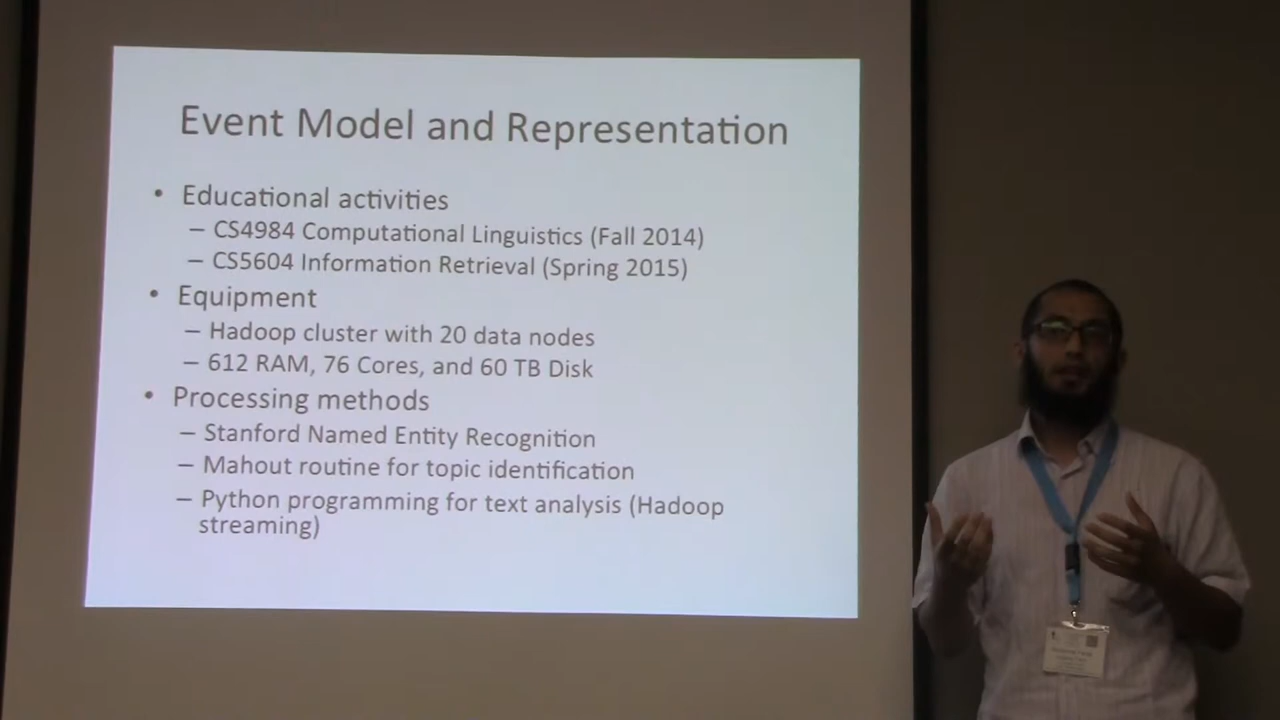 Event Model and Representation
• Educational activities
– CS4984 Computational Linguistics (Fall 2014)
– CS5604 Information Retrieval (Spring 2015)
• Equipment
– Hadoop cluster with 20 data nodes
– 612 RAM, 76 Cores, and 60 TB Disk
• Processing methods
– Stanford Named Entity Recognition
– Mahout routine for topic identification
– Python programming for text analysis (Hadoop
streaming)